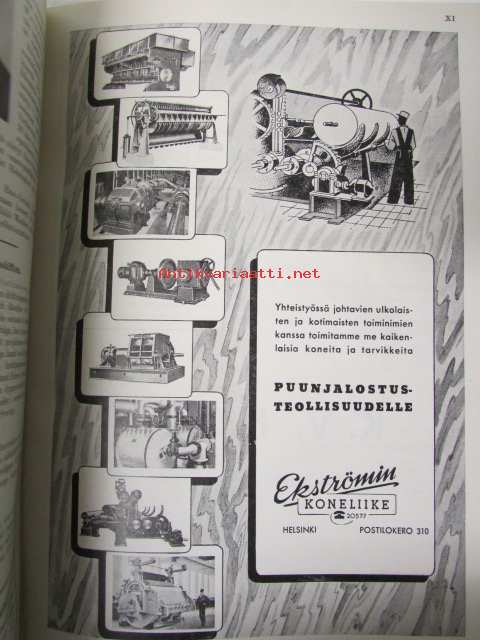 XI
Antikvariaatti.net
Yhteistyössä johtavien ulkolais-
ten ja kotimaisten toiminimien
kanssa toimitamme me kaiken-
laisia koneita ja tarvikkeita
PUUNJALOSTUS-
TEOLLISUUDELLE
Ekströmin
KONELIIKE
20577
HELSINKI POSTILOKERO 310